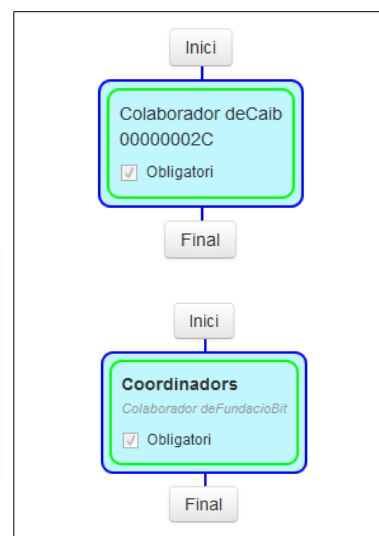 Inici
Colaborador deCaib
00000002C
Obligatori
Final
Inici
Coordinadors
Colaborador deFundacioBit
Obligatori
Final